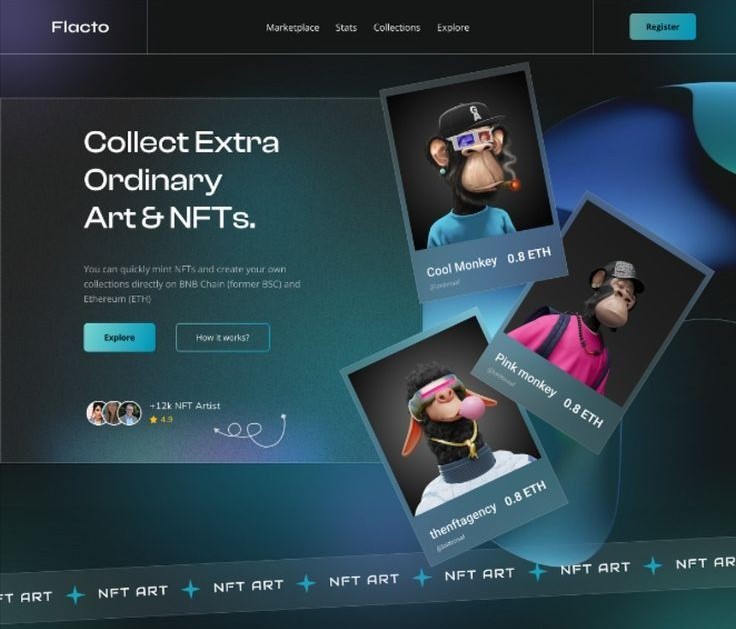 Flacto
Marketplace Stats Collections Explore
Register
Collect Extra
Ordinary
Art & NFTs.
You can quickly mint NFTs and create your own
collections directly on BNB Chain (former BSC) and
Ethereum (ETH)
Explore
How it works?
+12k NFT Artist
4.9
Cool Monkey 0.8 ETH
Pink monkey 0.8 ETH
thenftagency 0.8 ETH
FT ART NFT ART NFT ART NFT ART NFT ART NFT ART NFT AR